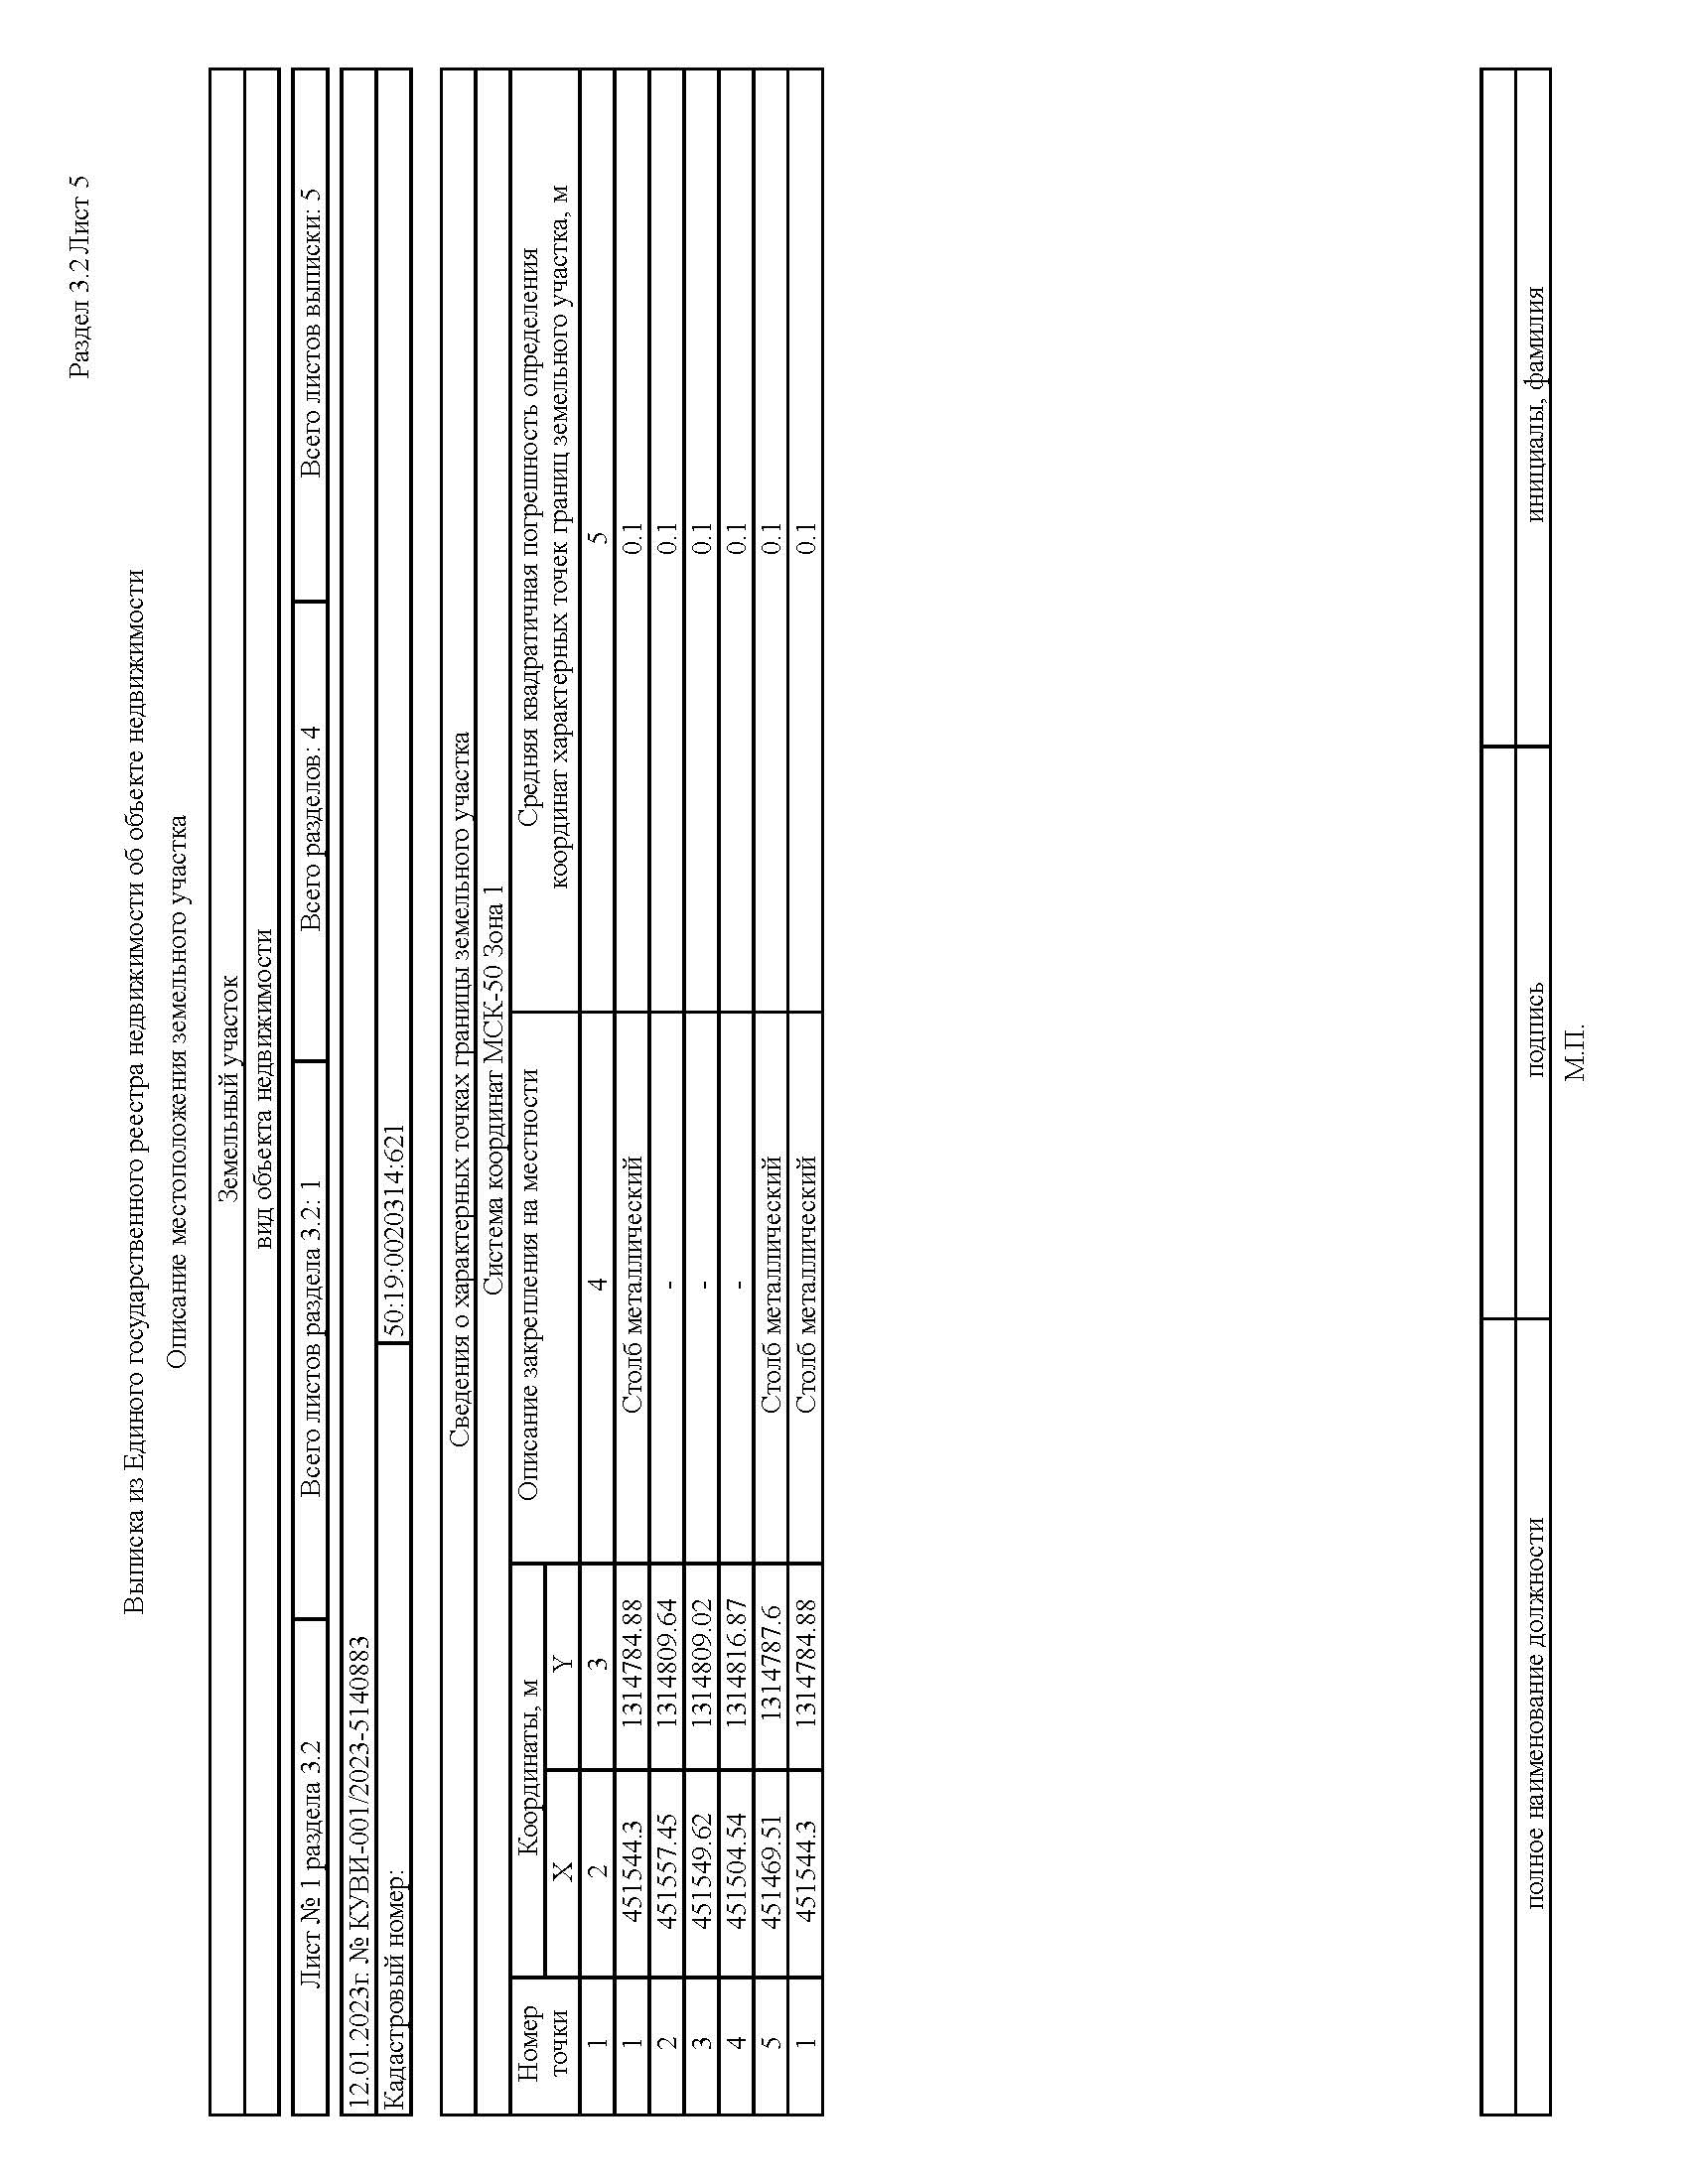 Раздел 3.2 Лист 5
Выписка из Единого государственного реестра недвижимости об объекте недвижимости
Описание местоположения земельного участка
Земельный участок
вид объекта недвижимости
Лист № 1 раздела 3.2 Всего листов раздела 3.2: 1 Всего разделов: 4 Всего листов выписки: 5
12.01.2023г. № КУВИ-001/2023-5140883
Кадастровый номер: 50:19:0020314:621
Сведения о характерных точках границы земельного участка
Система координат МСК-50 Зона 1
Номер точки Координаты, м Описание закрепления на местности Средняя квадратичная погрешность определения
координат характерных точек границ земельного участка, м
X Y
1 2 3 4 5
1 451544.3 1314784.88 Столб металлический 0.1
2 451557.45 1314809.64 - 0.1
3 451549.62 1314809.02 - 0.1
4 451504.54 1314816.87 - 0.1
5 451469.51 1314787.6 Столб металлический 0.1
1 451544.3 1314784.88 Столб металлический 0.1
полное наименование должности подпись инициалы, фамилия
М.П.